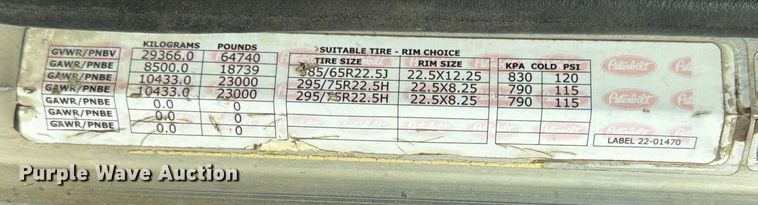 KILOGRAMS POUNDS SUITABLE TIRE - RIM CHOICE
GVWR/PNBV 29366.0 64740 TIRE SIZE RIM SIZE KPA COLD PSI
GAWR/PNBE 8500.0 18739 385/65R22.5J 22.5X12.25 830 120
GAWR/PNBE 10433.0 23000 295/75R22.5H 22.5X8.25 790 115
GAWR/PNBE 10433.0 23000 295/75R22.5H 22.5X8.25 790 115
GAWR/PNBE 0.0 0
GAWR/PNBE 0.0 0
GAWR/PNBE 0.0 0
Peterbilt
LABEL 22-01470
Purple Wave Auction